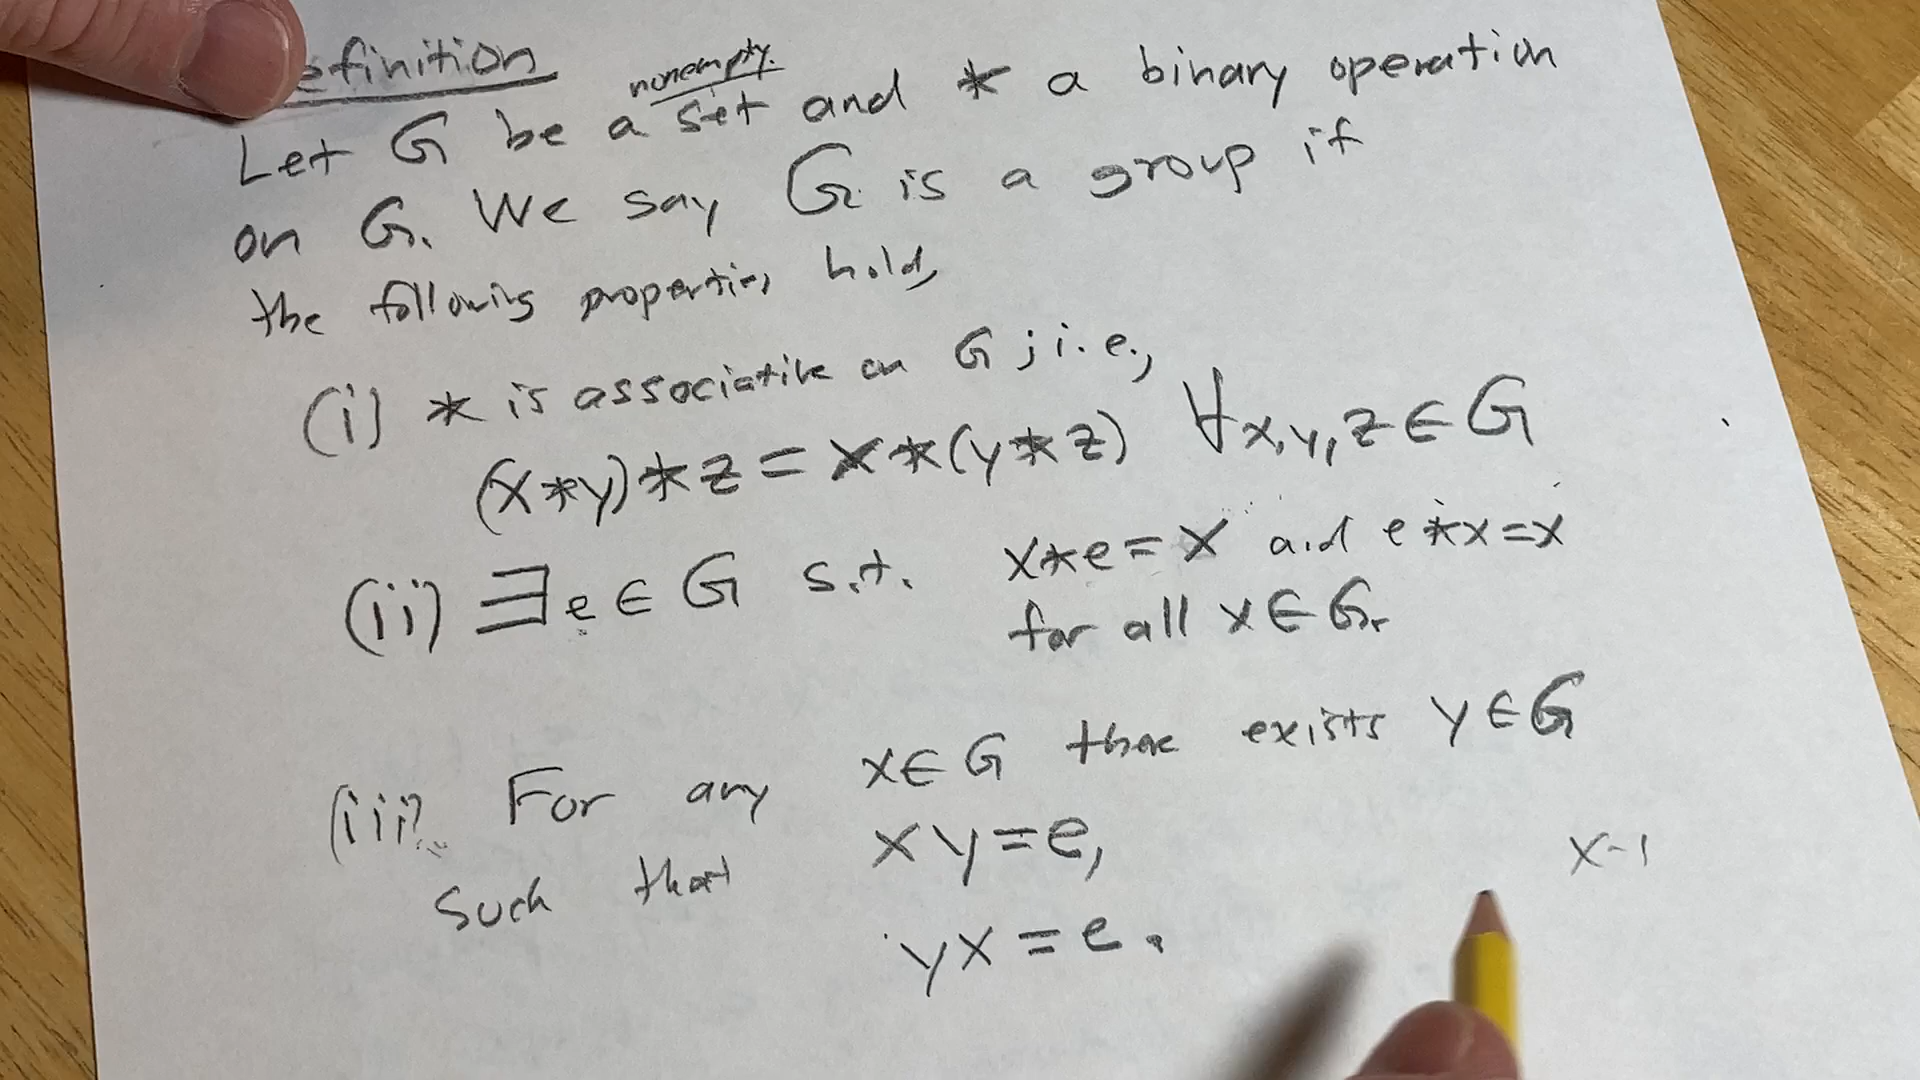 efinition
nonempty.
Let G be a set and * a binary operation
on G. We say G is a group if
the following properties hold,
(i) * is associative on G ; i.e.,
(x*y)*z = x*(y*z) ∀x,y,z ∈ G
(ii) ∃e ∈ G s.t. x*e = x and e*x=x
for all x ∈ G.
(iii) For any x ∈ G there exists y ∈ G
such that xy = e,
x-1
yx = e.